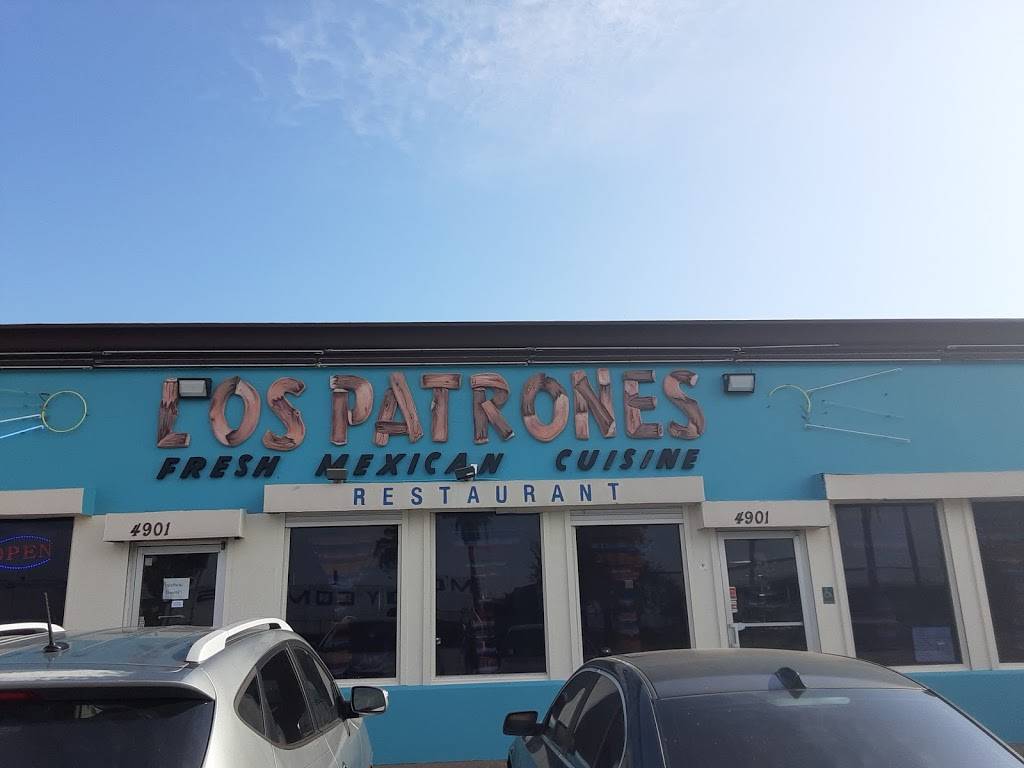 LOS PATRONES
FRESH MEXICAN CUISINE
RESTAURANT
4901
4901
OPEN